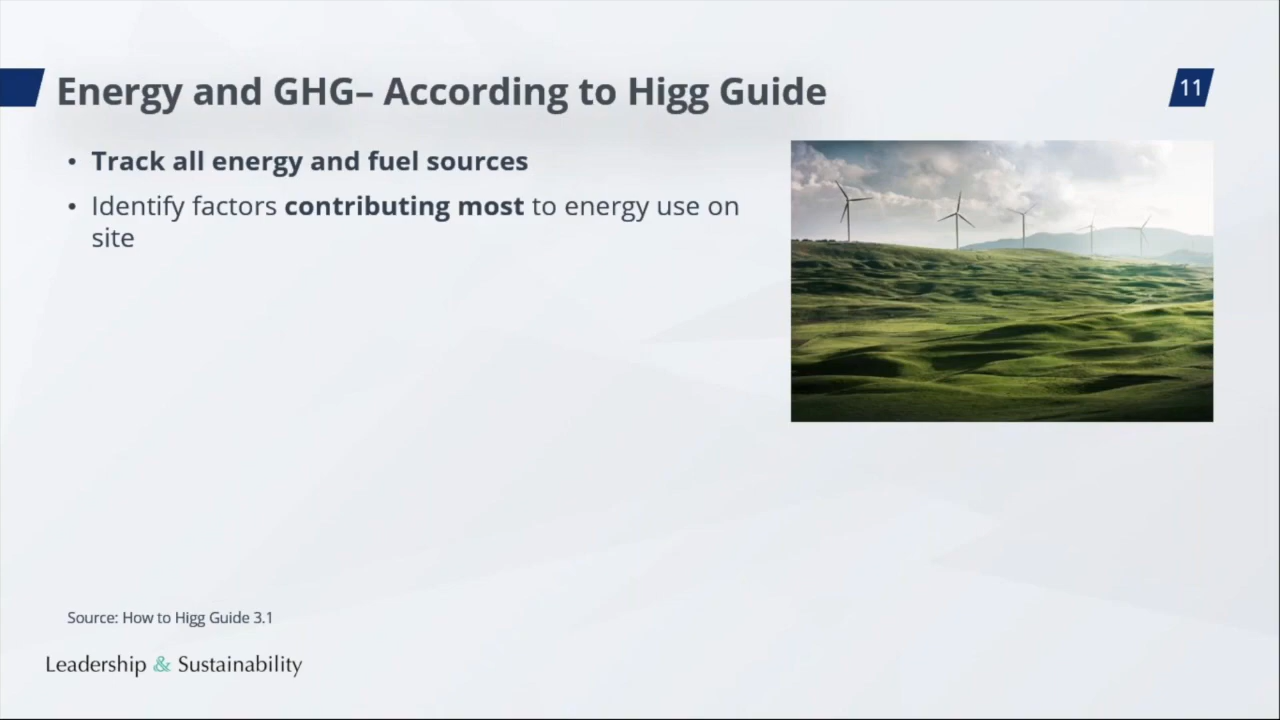 Energy and GHG– According to Higg Guide
11
• Track all energy and fuel sources
• Identify factors contributing most to energy use on
site
Source: How to Higg Guide 3.1
Leadership & Sustainability